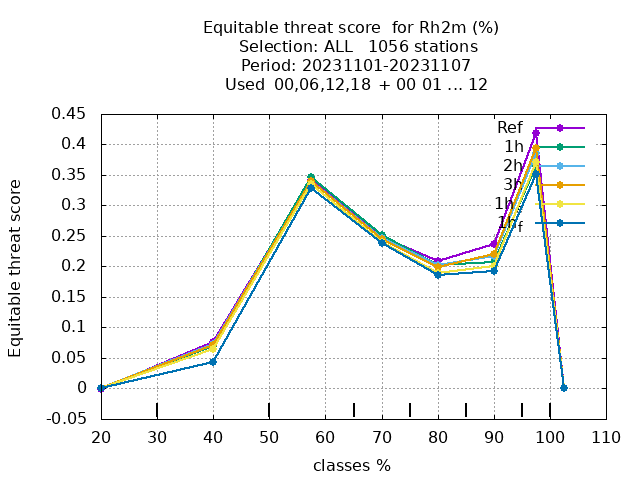 Equitable threat score for Rh2m (%)
Selection: ALL 1056 stations
Period: 20231101-20231107
Used 00,06,12,18 + 00 01 ... 12
Equitable threat score
0.45
0.4
0.35
0.3
0.25
0.2
0.15
0.1
0.05
0
-0.05
20 30 40 50 60 70 80 90 100 110
classes %
Ref
1h
2h
3h